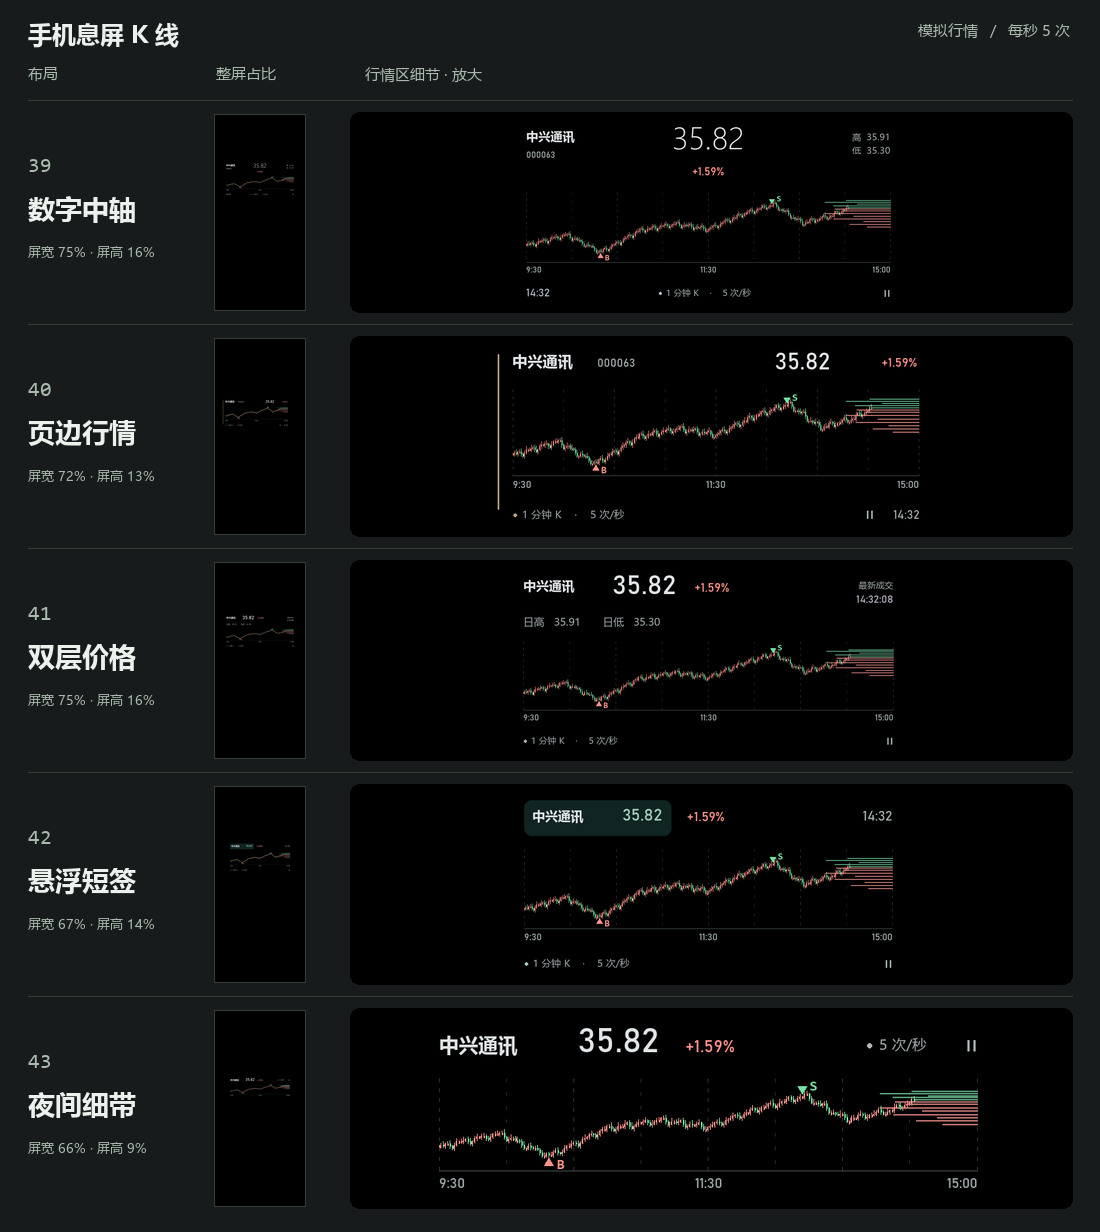 手机息屏 K 线
模拟行情 / 每秒 5 次
布局 整屏占比 行情区细节 · 放大
39
数字中轴
屏宽 75% · 屏高 16%
中兴通讯
000063
35.82
+1.59%
高 35.91
低 35.30
S
B
9:30 11:30 15:00
14:32 1 分钟 K · 5 次/秒
40
页边行情
屏宽 72% · 屏高 13%
中兴通讯 000063 35.82 +1.59%
S
B
9:30 11:30 15:00
1 分钟 K · 5 次/秒 14:32
41
双层价格
屏宽 75% · 屏高 16%
中兴通讯 35.82 +1.59%
最新成交
14:32:08
日高 35.91 日低 35.30
S
B
9:30 11:30 15:00
1 分钟 K · 5 次/秒
42
悬浮短签
屏宽 67% · 屏高 14%
中兴通讯 35.82 +1.59% 14:32
S
B
9:30 11:30 15:00
1 分钟 K · 5 次/秒
43
夜间细带
屏宽 66% · 屏高 9%
中兴通讯 35.82 +1.59% 5 次/秒
S
B
9:30 11:30 15:00